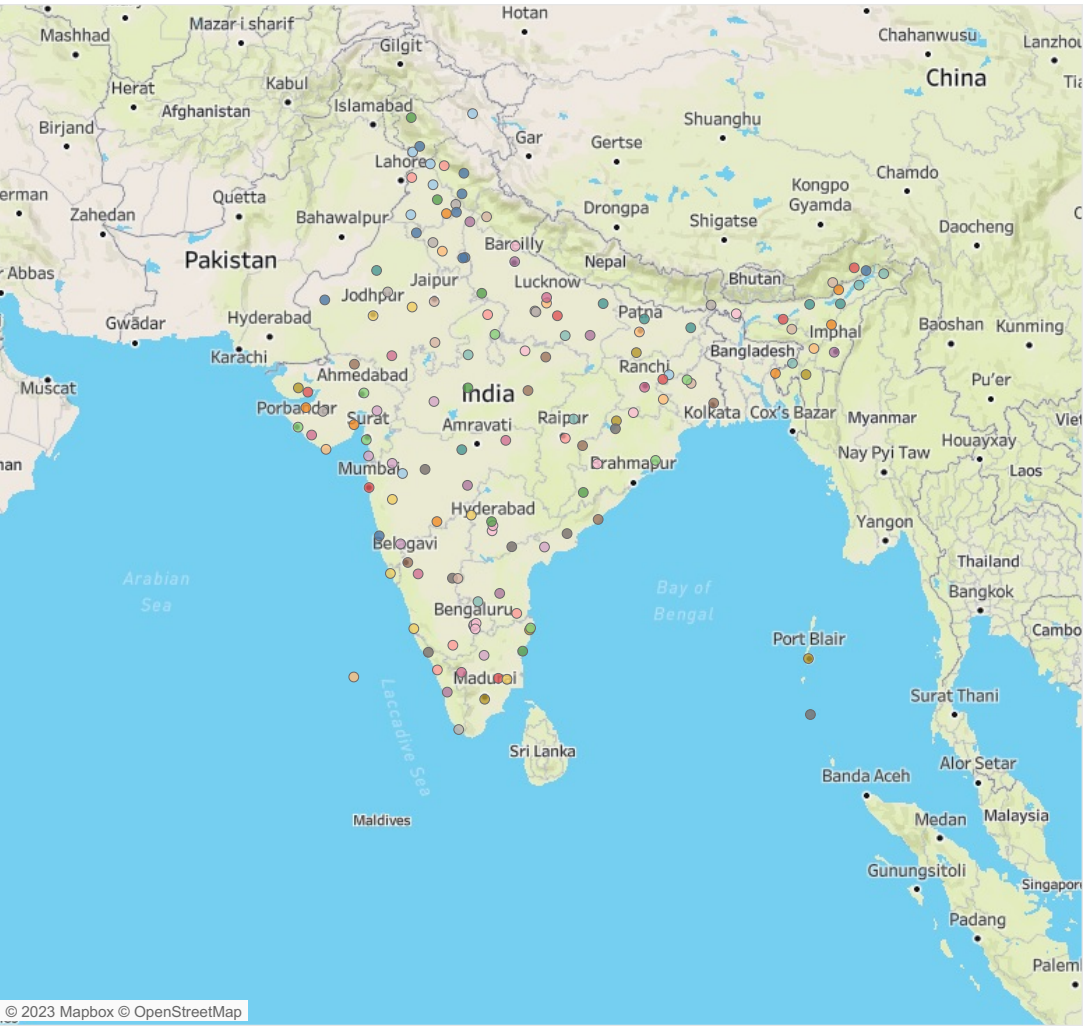 Hotan
Mashhad
Mazar i sharif
Chahanwusu
Lanzhou
Gilgit
China
Herat
Kabul
Afghanistan
Islamabad
Shuanghu
Birjand
Gar
Gertse
Lahore
Chamdo
erman
Quetta
Kongpo
Gyamda
Zahedan
Bahawalpur
Drongpa
Shigatse
Daocheng
Pakistan
Bareilly
Nepal
r Abbas
Jaipur
Lucknow
Bhutan
Jodhpur
Gwadar
Hyderabad
Patna
Imphal
Baoshan
Kunming
Karachi
Bangladesh
Muscat
Ahmedabad
Ranchi
Pu'er
India
Porbandar
Surat
Amravati
Raipur
Kolkata
Cox's Bazar
Myanmar
Viet
Houayxay
man
Mumbai
Brahmapur
Nay Pyi Taw
Laos
Hyderabad
Yangon
Belagavi
Thailand
Arabian
Sea
Bay of
Bengal
Bangkok
Bengaluru
Port Blair
Cambo
Madurai
Laccadive Sea
Surat Thani
Sri Lanka
Alor Setar
Banda Aceh
Maldives
Medan
Malaysia
Gunungsitoli
Singapore
Padang
Palem
© 2023 Mapbox © OpenStreetMap